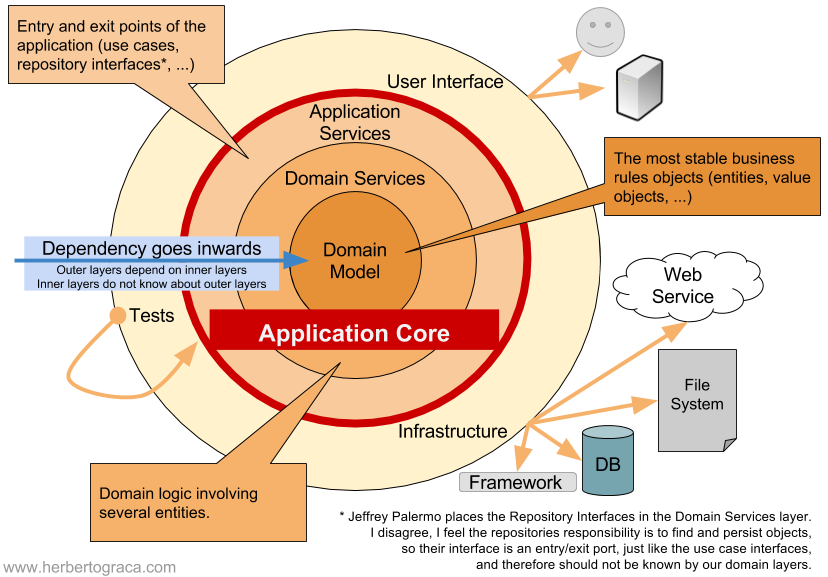 Entry and exit points of the
application (use cases,
repository interfaces*, ...)
User Interface
Application
Services
The most stable business
rules objects (entities, value
objects, ...)
Domain Services
Dependency goes inwards
Outer layers depend on inner layers
Inner layers do not know about outer layers
Domain
Model
Web
Service
Tests
Application Core
File
System
Infrastructure
DB
Framework
Domain logic involving
several entities.
* Jeffrey Palermo places the Repository Interfaces in the Domain Services layer.
I disagree, I feel the repositories responsibility is to find and persist objects,
so their interface is an entry/exit port, just like the use case interfaces,
and therefore should not be known by our domain layers.
www.herbertograca.com